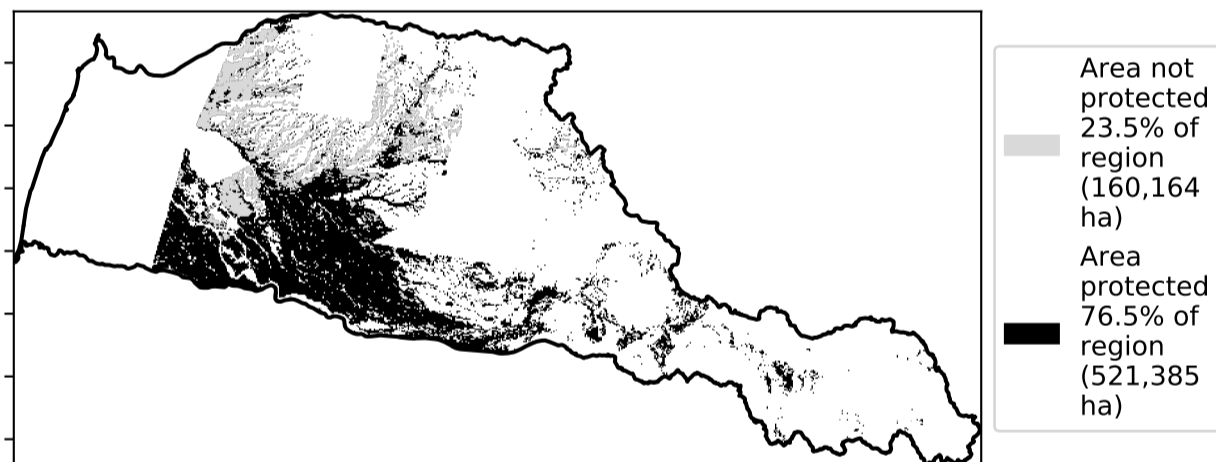 Area not
protected
23.5% of
region
(160,164
ha)
Area
protected
76.5% of
region
(521,385
ha)